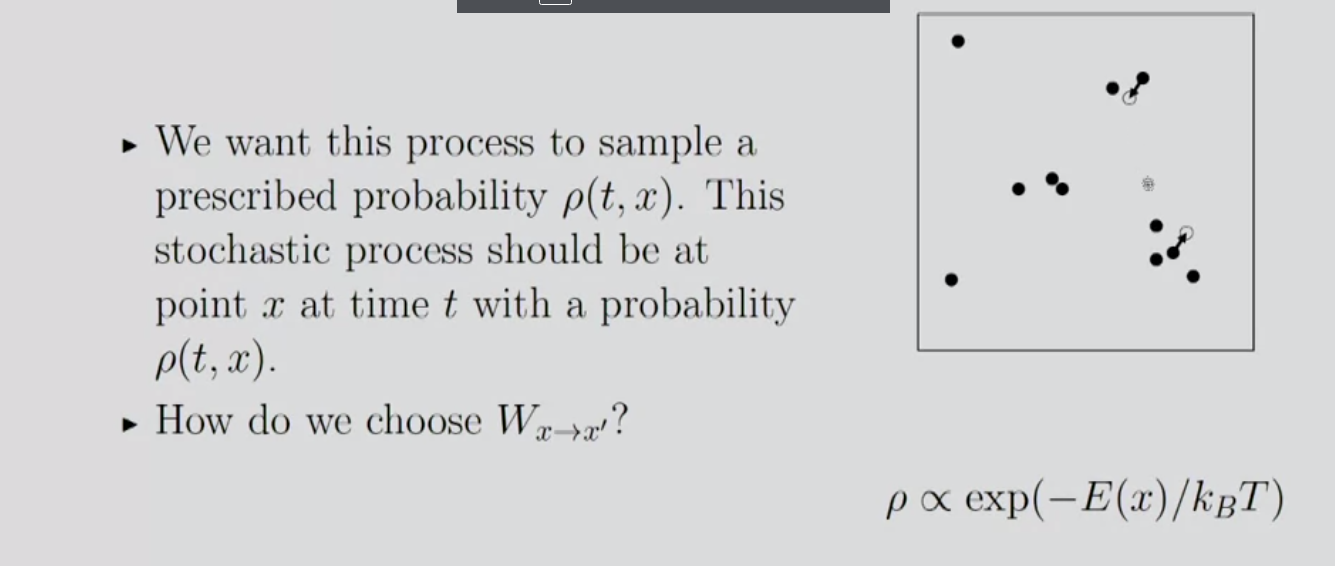 ► We want this process to sample a
prescribed probability ρ(t, x). This
stochastic process should be at
point x at time t with a probability
ρ(t, x).
► How do we choose Wₓ→ₓ′?
ρ ∝ exp(−E(x)/k_BT)